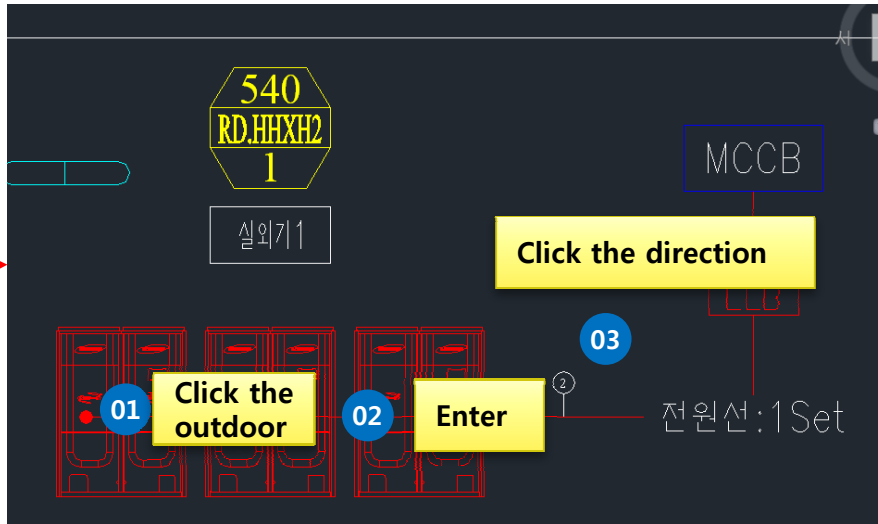 서
540
RD.HHXH2
1
MCCB
실외기1
Click the direction
03
2
01
Click the
outdoor
02
Enter
전원선:1Set